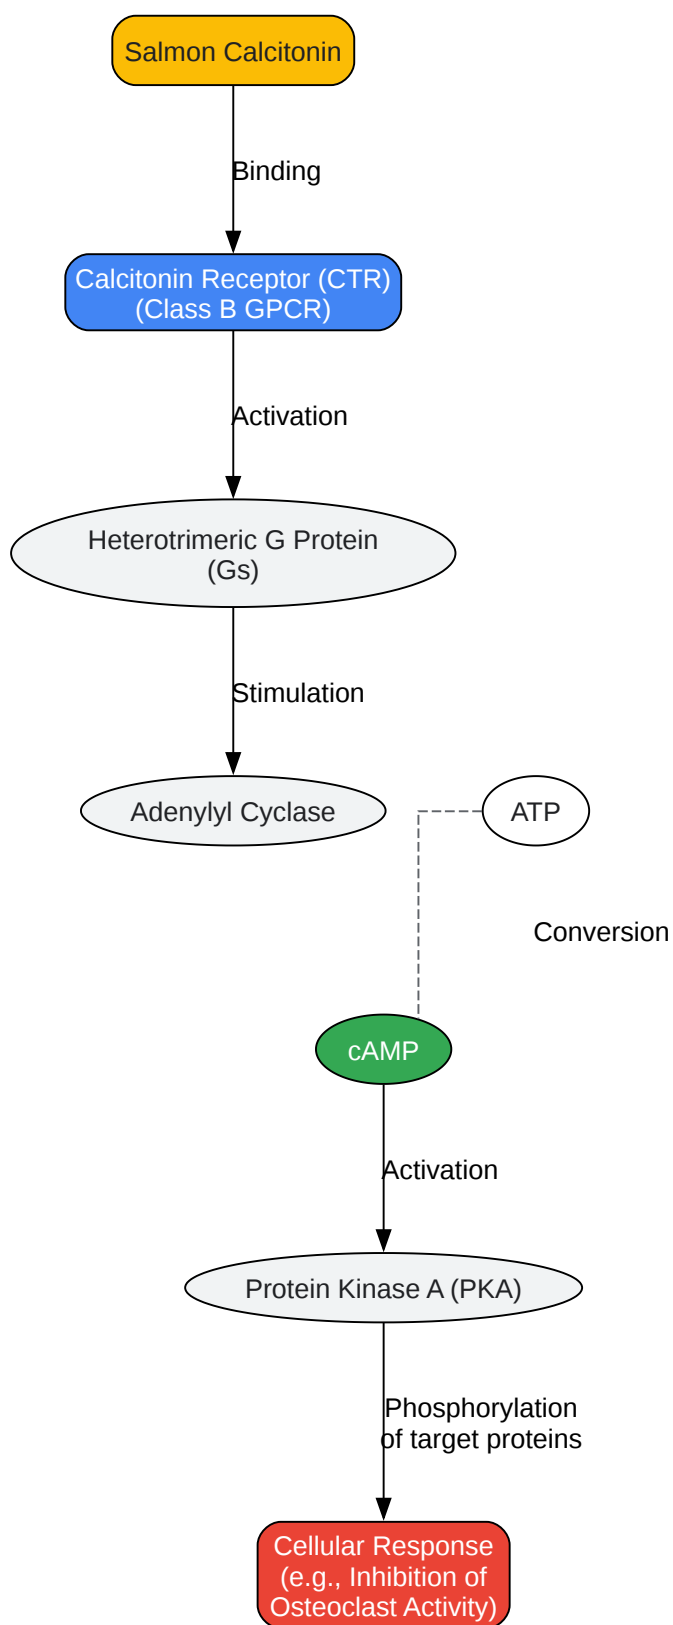 Salmon Calcitonin
Binding
Calcitonin Receptor (CTR)
(Class B GPCR)
Activation
Heterotrimeric G Protein
(Gs)
Stimulation
Adenylyl Cyclase
ATP
Conversion
cAMP
Activation
Protein Kinase A (PKA)
Phosphorylation
of target proteins
Cellular Response
(e.g., Inhibition of
Osteoclast Activity)